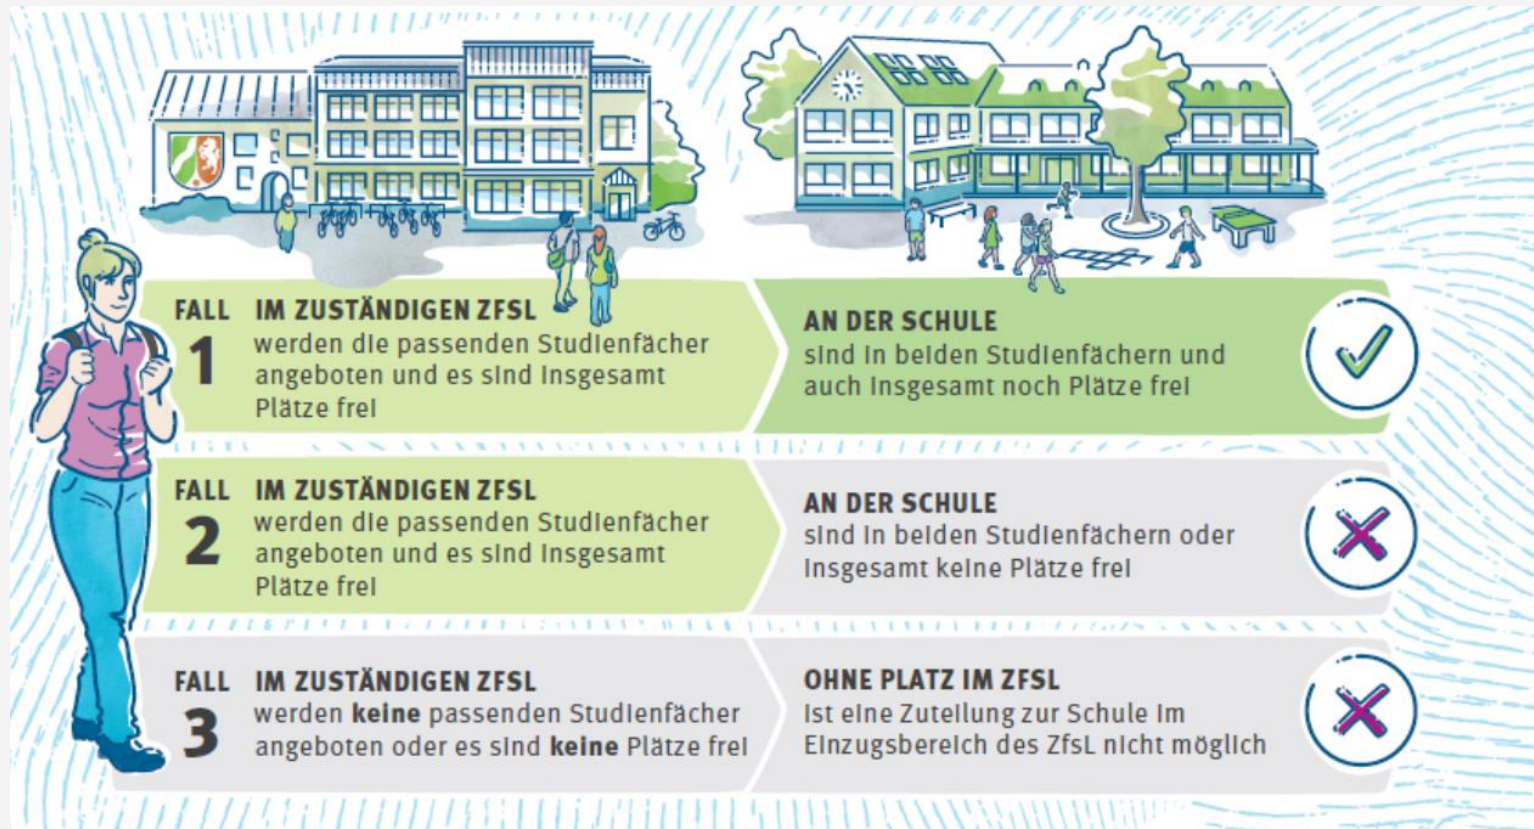 FALL
1
IM ZUSTÄNDIGEN ZFSL
werden die passenden Studienfächer
angeboten und es sind insgesamt
Plätze frei
AN DER SCHULE
sind in beiden Studienfächern und
auch insgesamt noch Plätze frei
FALL
2
IM ZUSTÄNDIGEN ZFSL
werden die passenden Studienfächer
angeboten und es sind insgesamt
Plätze frei
AN DER SCHULE
sind in beiden Studienfächern oder
insgesamt keine Plätze frei
FALL
3
IM ZUSTÄNDIGEN ZFSL
werden keine passenden Studienfächer
angeboten oder es sind keine Plätze frei
OHNE PLATZ IM ZFSL
ist eine Zuteilung zur Schule im
Einzugsbereich des ZfsL nicht möglich